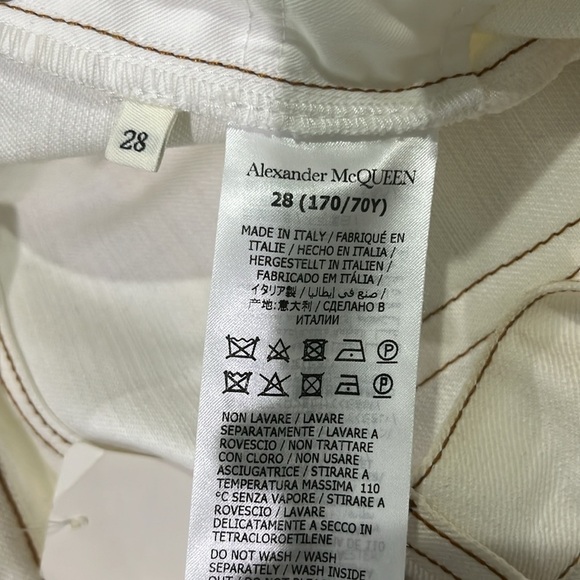 28
Alexander McQUEEN
28 (170/70Y)
MADE IN ITALY / FABRIQUÉ EN
ITALIE / HECHO EN ITALIA /
HERGESTELLT IN ITALIEN /
FABRICADO EM ITÁLIA /
イタリア製 / صنع في إيطاليا /
产地:意大利 / СДЕЛАНО В
ИТАЛИИ
P
P
NON LAVARE / LAVARE
SEPARATAMENTE / LAVARE A
ROVESCIO / NON TRATTARE
CON CLORO / NON USARE
ASCIUGATRICE / STIRARE A
TEMPERATURA MASSIMA 110
°C SENZA VAPORE / STIRARE A
ROVESCIO / LAVARE
DELICATAMENTE A SECCO IN
TETRACLOROETILENE
DO NOT WASH / WASH
SEPARATELY / WASH INSIDE